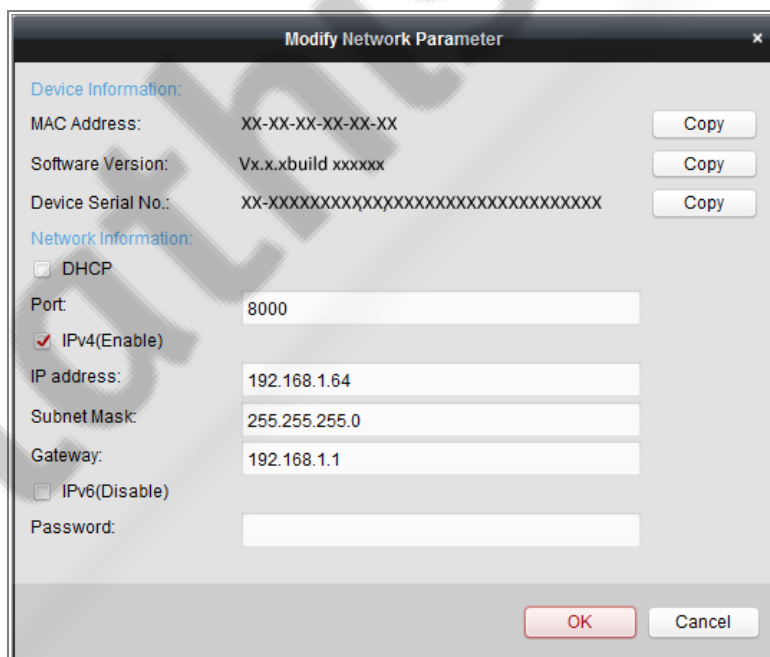 Modify Network Parameter ×
Device Information:
MAC Address: XX-XX-XX-XX-XX-XX Copy
Software Version: Vx.x.xbuild xxxxxx Copy
Device Serial No.: XX-XXXXXXXXXXXXXXXXXXXXXXXXXXXXXXXXX Copy
Network Information:
DHCP
Port: 8000
IPv4(Enable)
IP address: 192.168.1.64
Subnet Mask: 255.255.255.0
Gateway: 192.168.1.1
IPv6(Disable)
Password:
OK Cancel